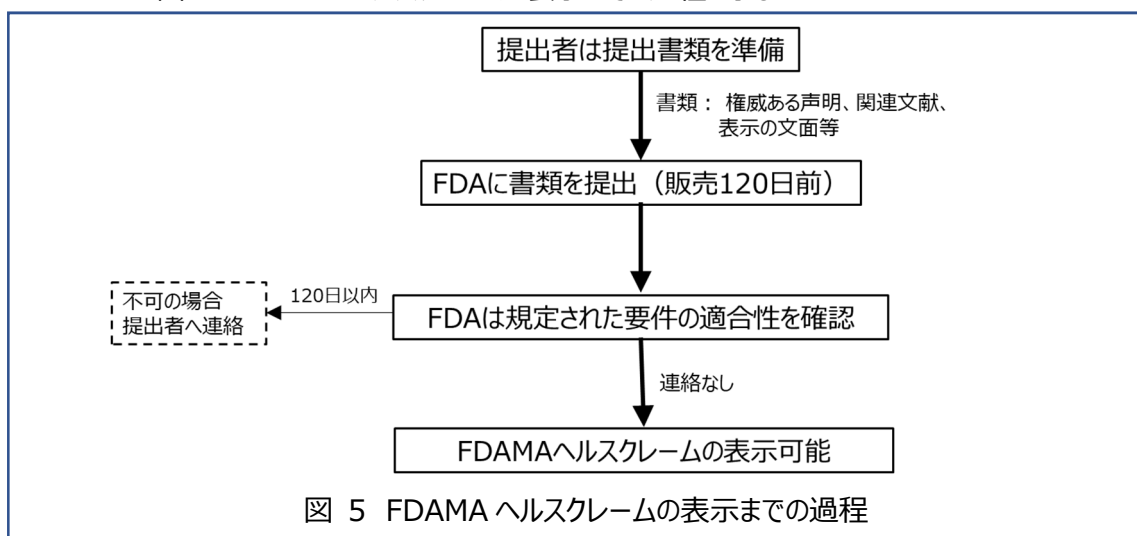 提出者は提出書類を準備
書類： 権威ある声明、関連文献、
表示の文面等
FDAに書類を提出（販売120日前）
不可の場合
提出者へ連絡
120日以内
FDAは規定された要件の適合性を確認
連絡なし
FDAMAヘルスクレームの表示可能
図 5 FDAMA ヘルスクレームの表示までの過程